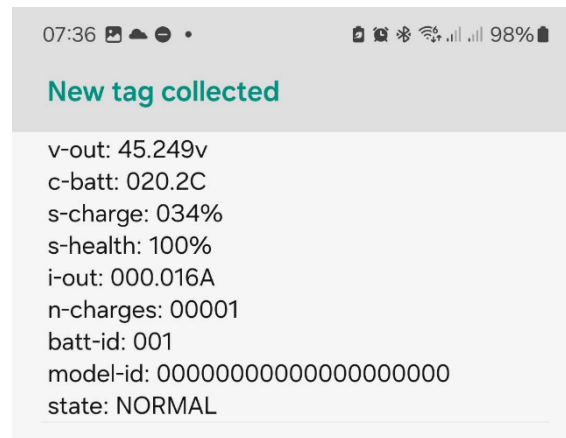 07:36 98%
New tag collected
v-out: 45.249v
c-batt: 020.2C
s-charge: 034%
s-health: 100%
i-out: 000.016A
n-charges: 00001
batt-id: 001
model-id: 00000000000000000000
state: NORMAL